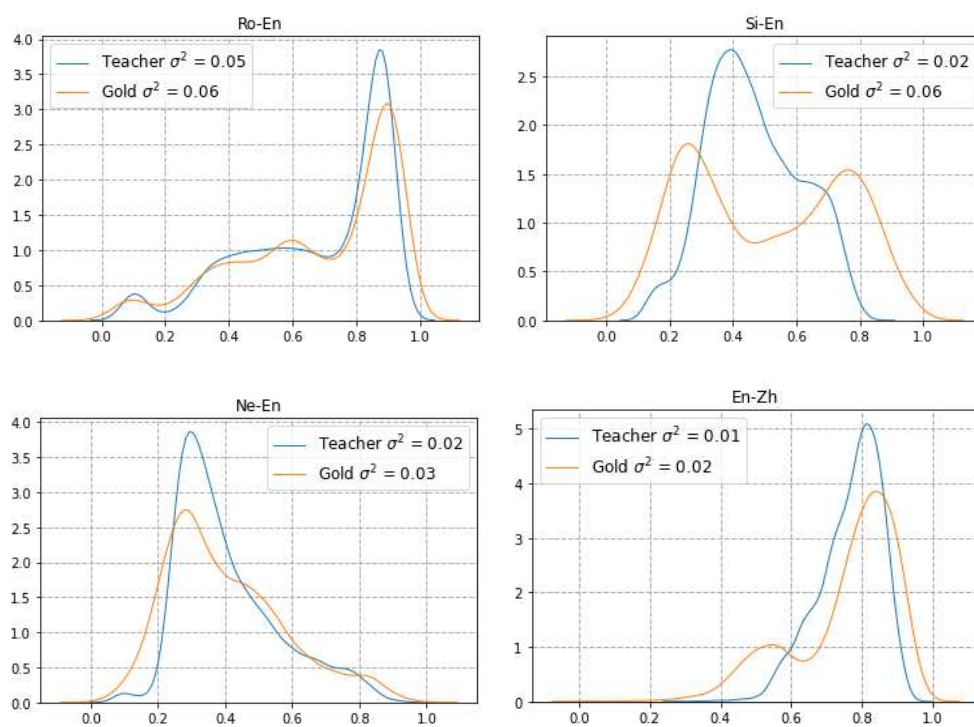 Ro-En
4.0
3.5
3.0
2.5
2.0
1.5
1.0
0.5
0.0
Teacher σ² = 0.05
Gold σ² = 0.06
0.0 0.2 0.4 0.6 0.8 1.0
Si-En
2.5
2.0
1.5
1.0
0.5
0.0
Teacher σ² = 0.02
Gold σ² = 0.06
0.0 0.2 0.4 0.6 0.8 1.0
Ne-En
4.0
3.5
3.0
2.5
2.0
1.5
1.0
0.5
0.0
Teacher σ² = 0.02
Gold σ² = 0.03
0.0 0.2 0.4 0.6 0.8 1.0
En-Zh
5
4
3
2
1
0
Teacher σ² = 0.01
Gold σ² = 0.02
0.0 0.2 0.4 0.6 0.8 1.0